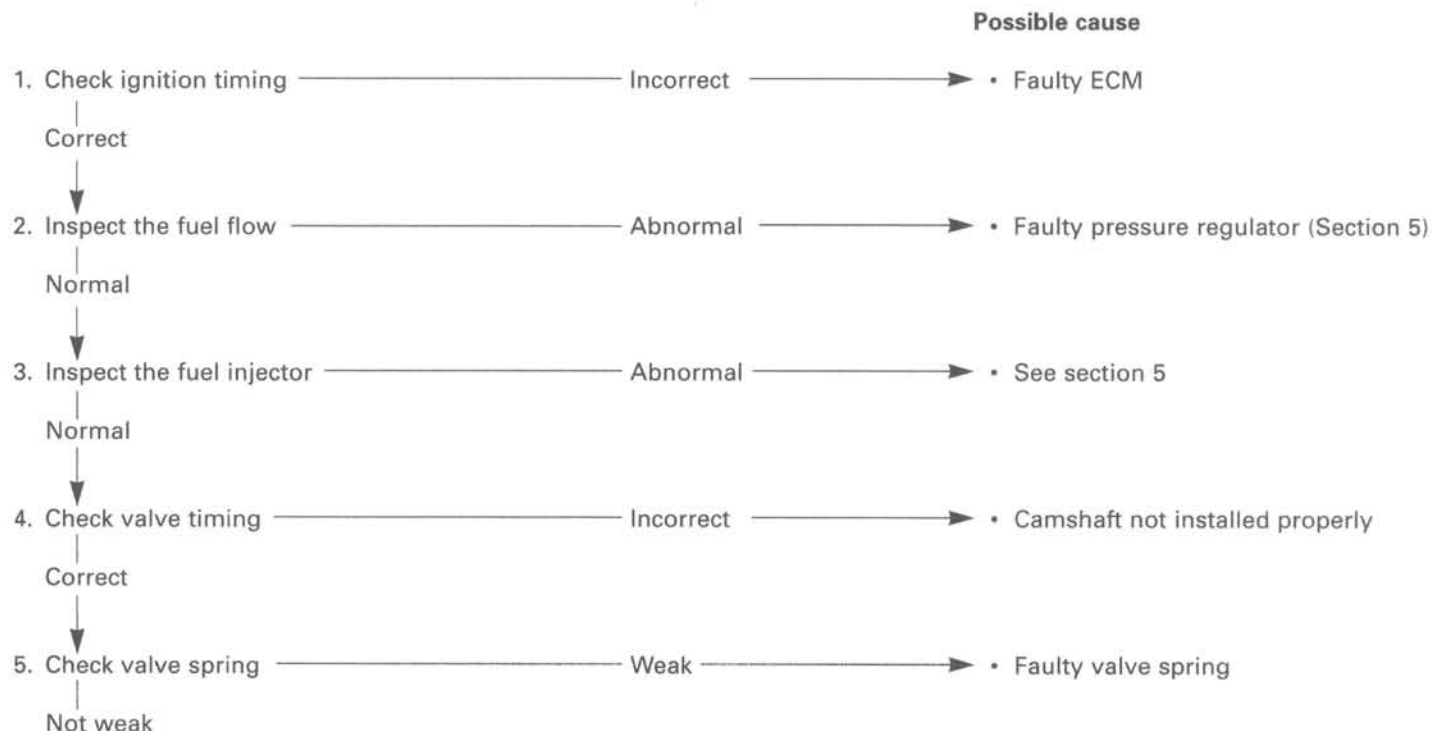 Possible cause
1. Check ignition timing Incorrect • Faulty ECM
Correct
2. Inspect the fuel flow Abnormal • Faulty pressure regulator (Section 5)
Normal
3. Inspect the fuel injector Abnormal • See section 5
Normal
4. Check valve timing Incorrect • Camshaft not installed properly
Correct
5. Check valve spring Weak • Faulty valve spring
Not weak